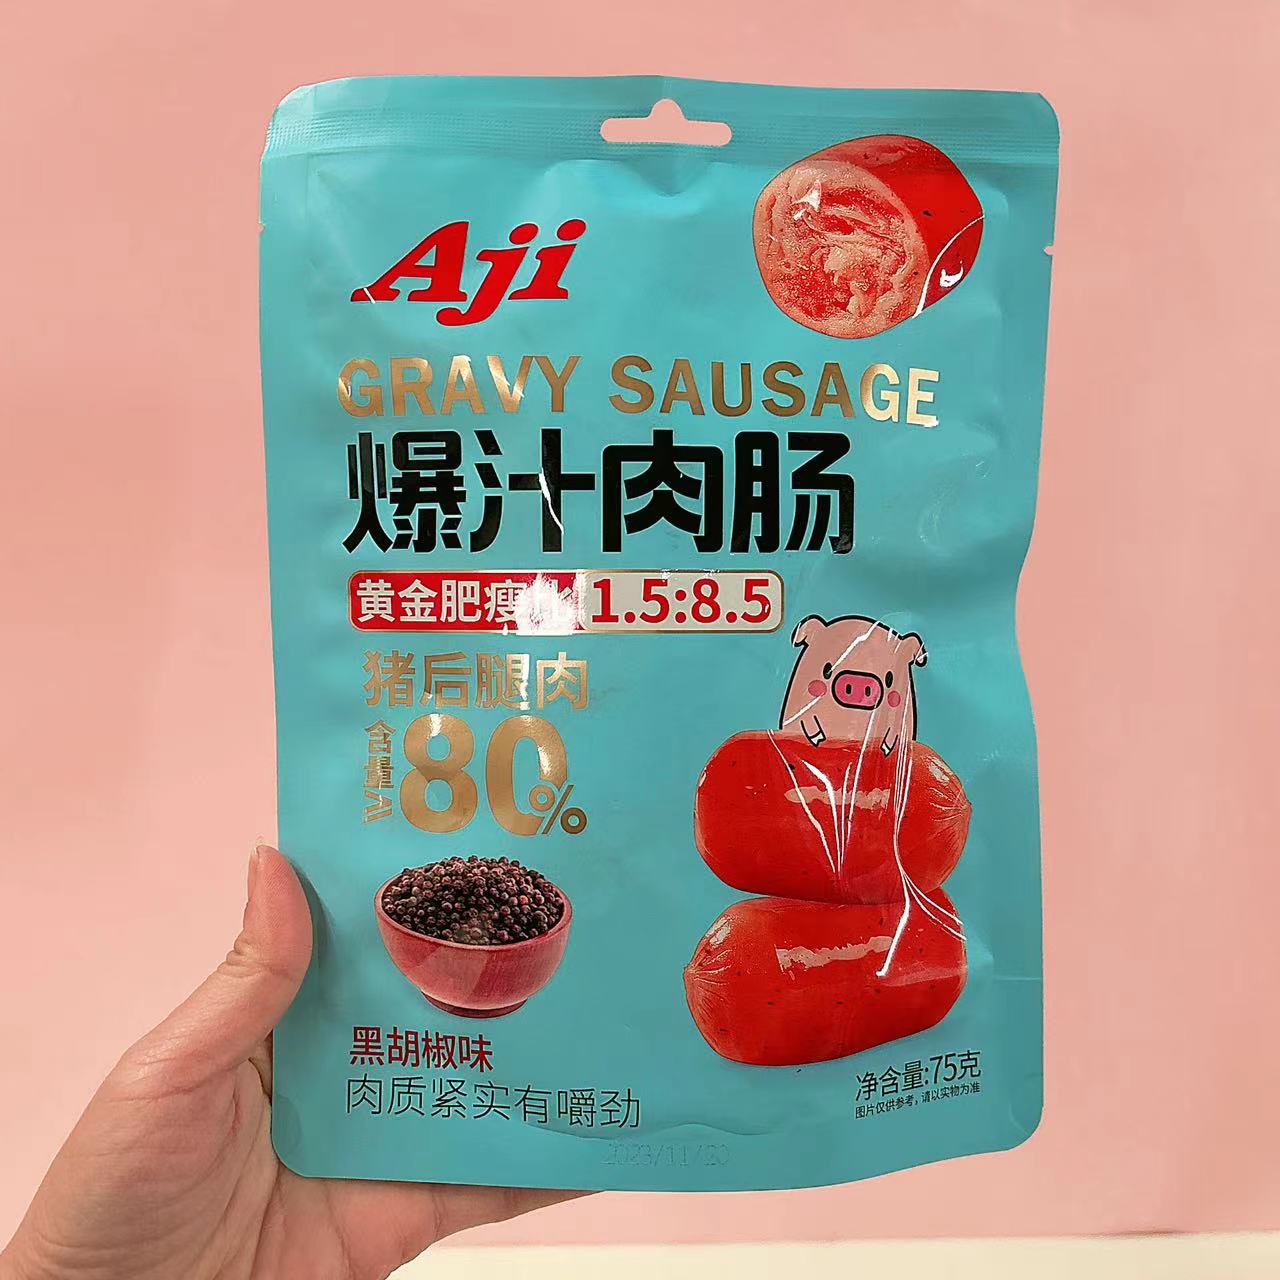 Aji
GRAVY SAUSAGE
爆汁肉肠
黄金肥瘦比 1.5:8.5
猪后腿肉
含量≥80%
黑胡椒味
肉质紧实有嚼劲
净含量:75克
图片仅供参考，请以实物为准
2023/11/20